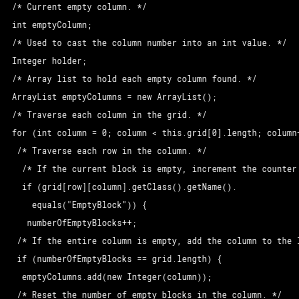 /* Current empty column. */
int emptyColumn;
/* Used to cast the column number into an int value. */
Integer holder;
/* Array list to hold each empty column found. */
ArrayList emptyColumns = new ArrayList();
/* Traverse each column in the grid. */
for (int column = 0; column < this.grid[0].length; column+
/* Traverse each row in the column. */
/* If the current block is empty, increment the counter
if (grid[row][column].getClass().getName().
equals("EmptyBlock")) {
numberOfEmptyBlocks++;
/* If the entire column is empty, add the column to the
if (numberOfEmptyBlocks == grid.length) {
emptyColumns.add(new Integer(column));
/* Reset the number of empty blocks in the column. */